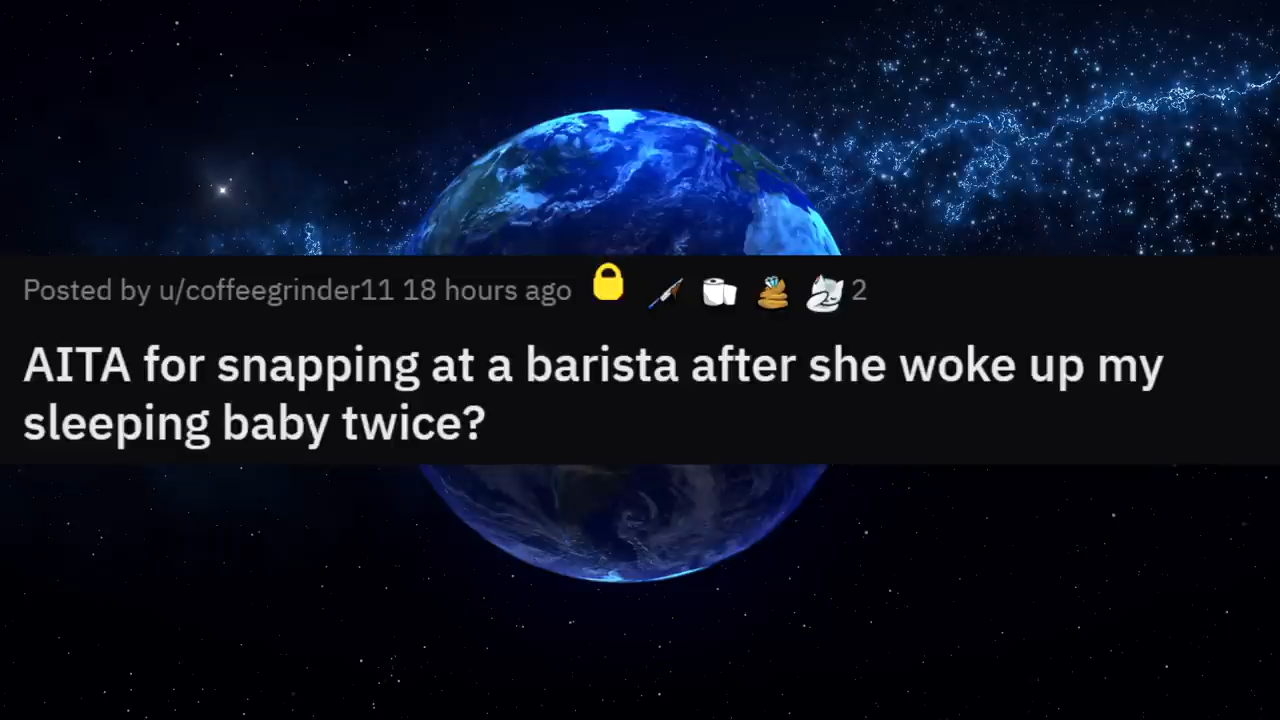 Posted by u/coffeegrinder11 18 hours ago 2
AITA for snapping at a barista after she woke up my
sleeping baby twice?